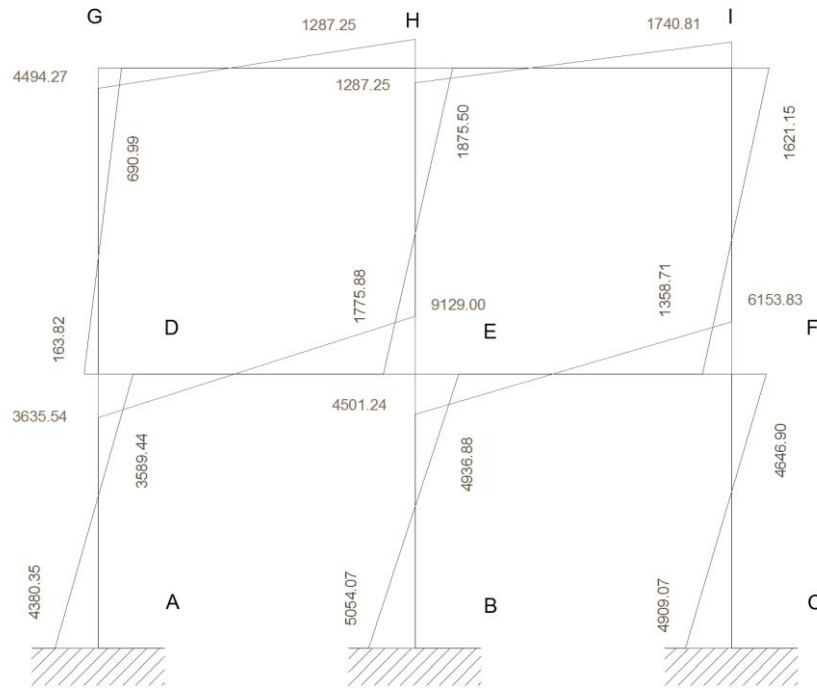 G
1287.25
H
1740.81
I
4494.27
1287.25
690.99
1875.50
1621.15
163.82
D
1775.88
9129.00
E
1358.71
6153.83
F
3635.54
4501.24
3589.44
4936.88
4646.90
4380.35
A
5054.07
B
4909.07
C